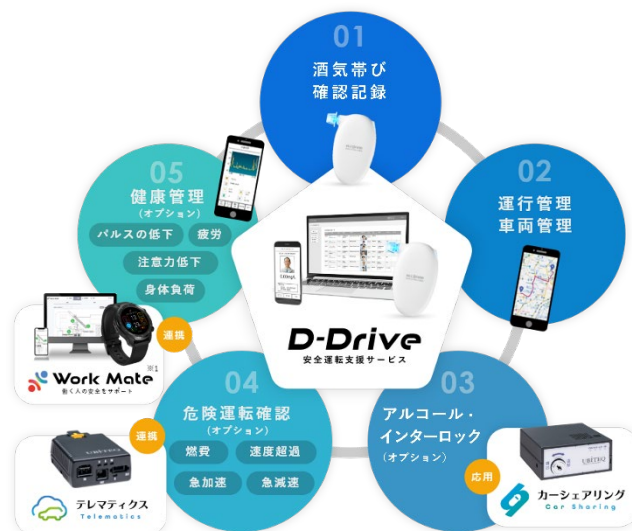 01
酒気帯び
確認記録
02
運行管理
車両管理
05
健康管理
(オプション)
パルスの低下
疲労
注意力低下
身体負荷
D-Drive
安全運転支援サービス
連携
※1
Work Mate
働く人の安全をサポート
04
危険運転確認
(オプション)
燃費
速度超過
急加速
急減速
03
アルコール・
インターロック
(オプション)
連携
テレマティクス
Telematics
応用
UBITEQ
カーシェアリング
Car Sharing